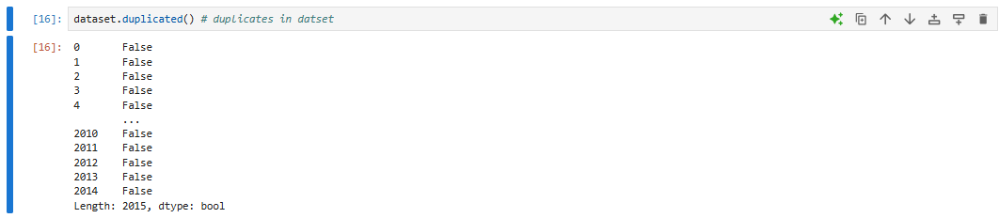 [16]: dataset.duplicated() # duplicates in datset
[16]: 0 False
1 False
2 False
3 False
4 False
...
2010 False
2011 False
2012 False
2013 False
2014 False
Length: 2015, dtype: bool